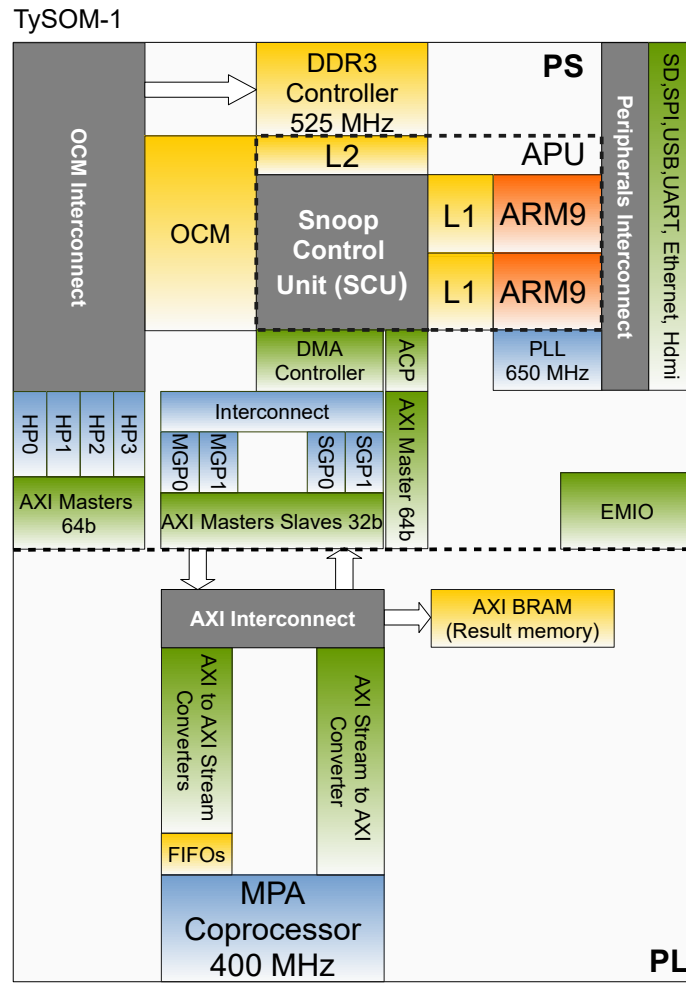 TySOM-1
OCM Interconnect
DDR3
Controller
525 MHz
PS
L2
APU
OCM
Snoop
Control
Unit (SCU)
L1
ARM9
L1
ARM9
Peripherals Interconnect
SD,SPI,USB,UART, Ethernet, Hdmi
DMA
Controller
ACP
PLL
650 MHz
HP0
HP1
HP2
HP3
Interconnect
MGP0
MGP1
SGP0
SGP1
AXI Master 64b
AXI Masters
64b
AXI Masters Slaves 32b
EMIO
AXI Interconnect
AXI BRAM
(Result memory)
AXI to AXI Stream
Converters
AXI Stream to AXI
Converter
FIFOs
MPA
Coprocessor
400 MHz
PL